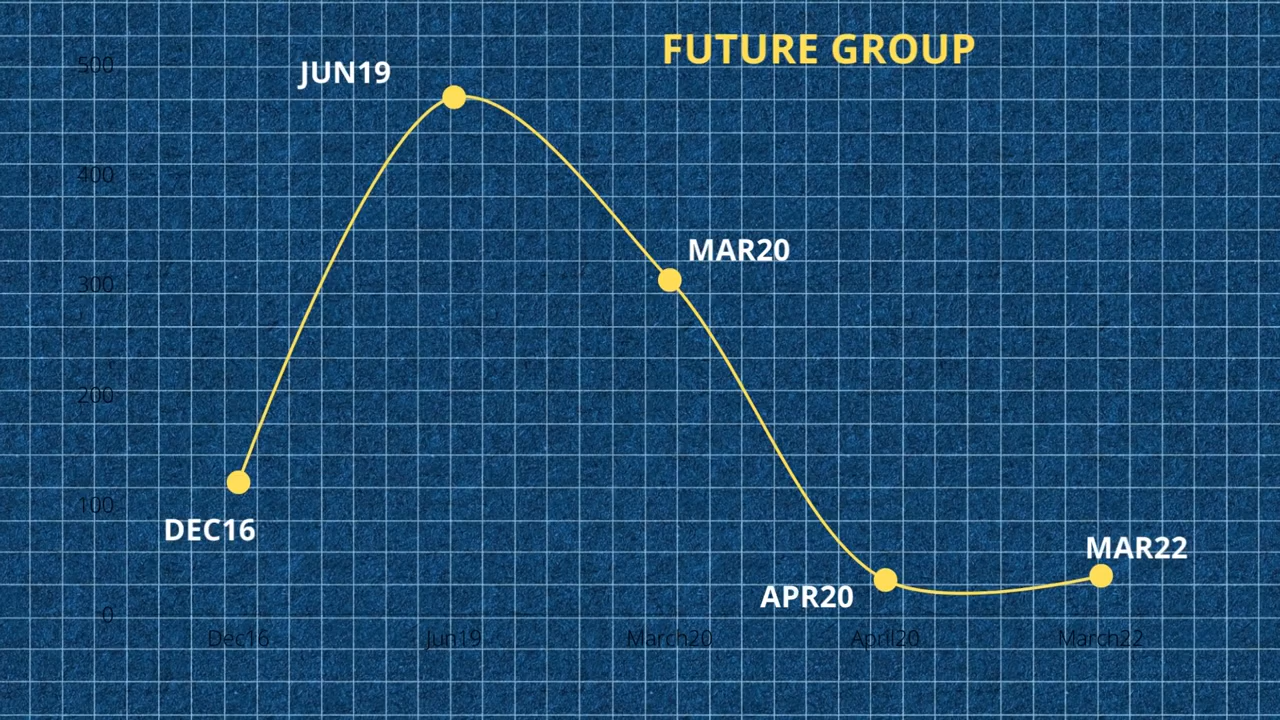 FUTURE GROUP
500
JUN19
400
MAR20
300
200
100
DEC16
MAR22
APR20
0
Dec16 Jun19 March20 April20 March22